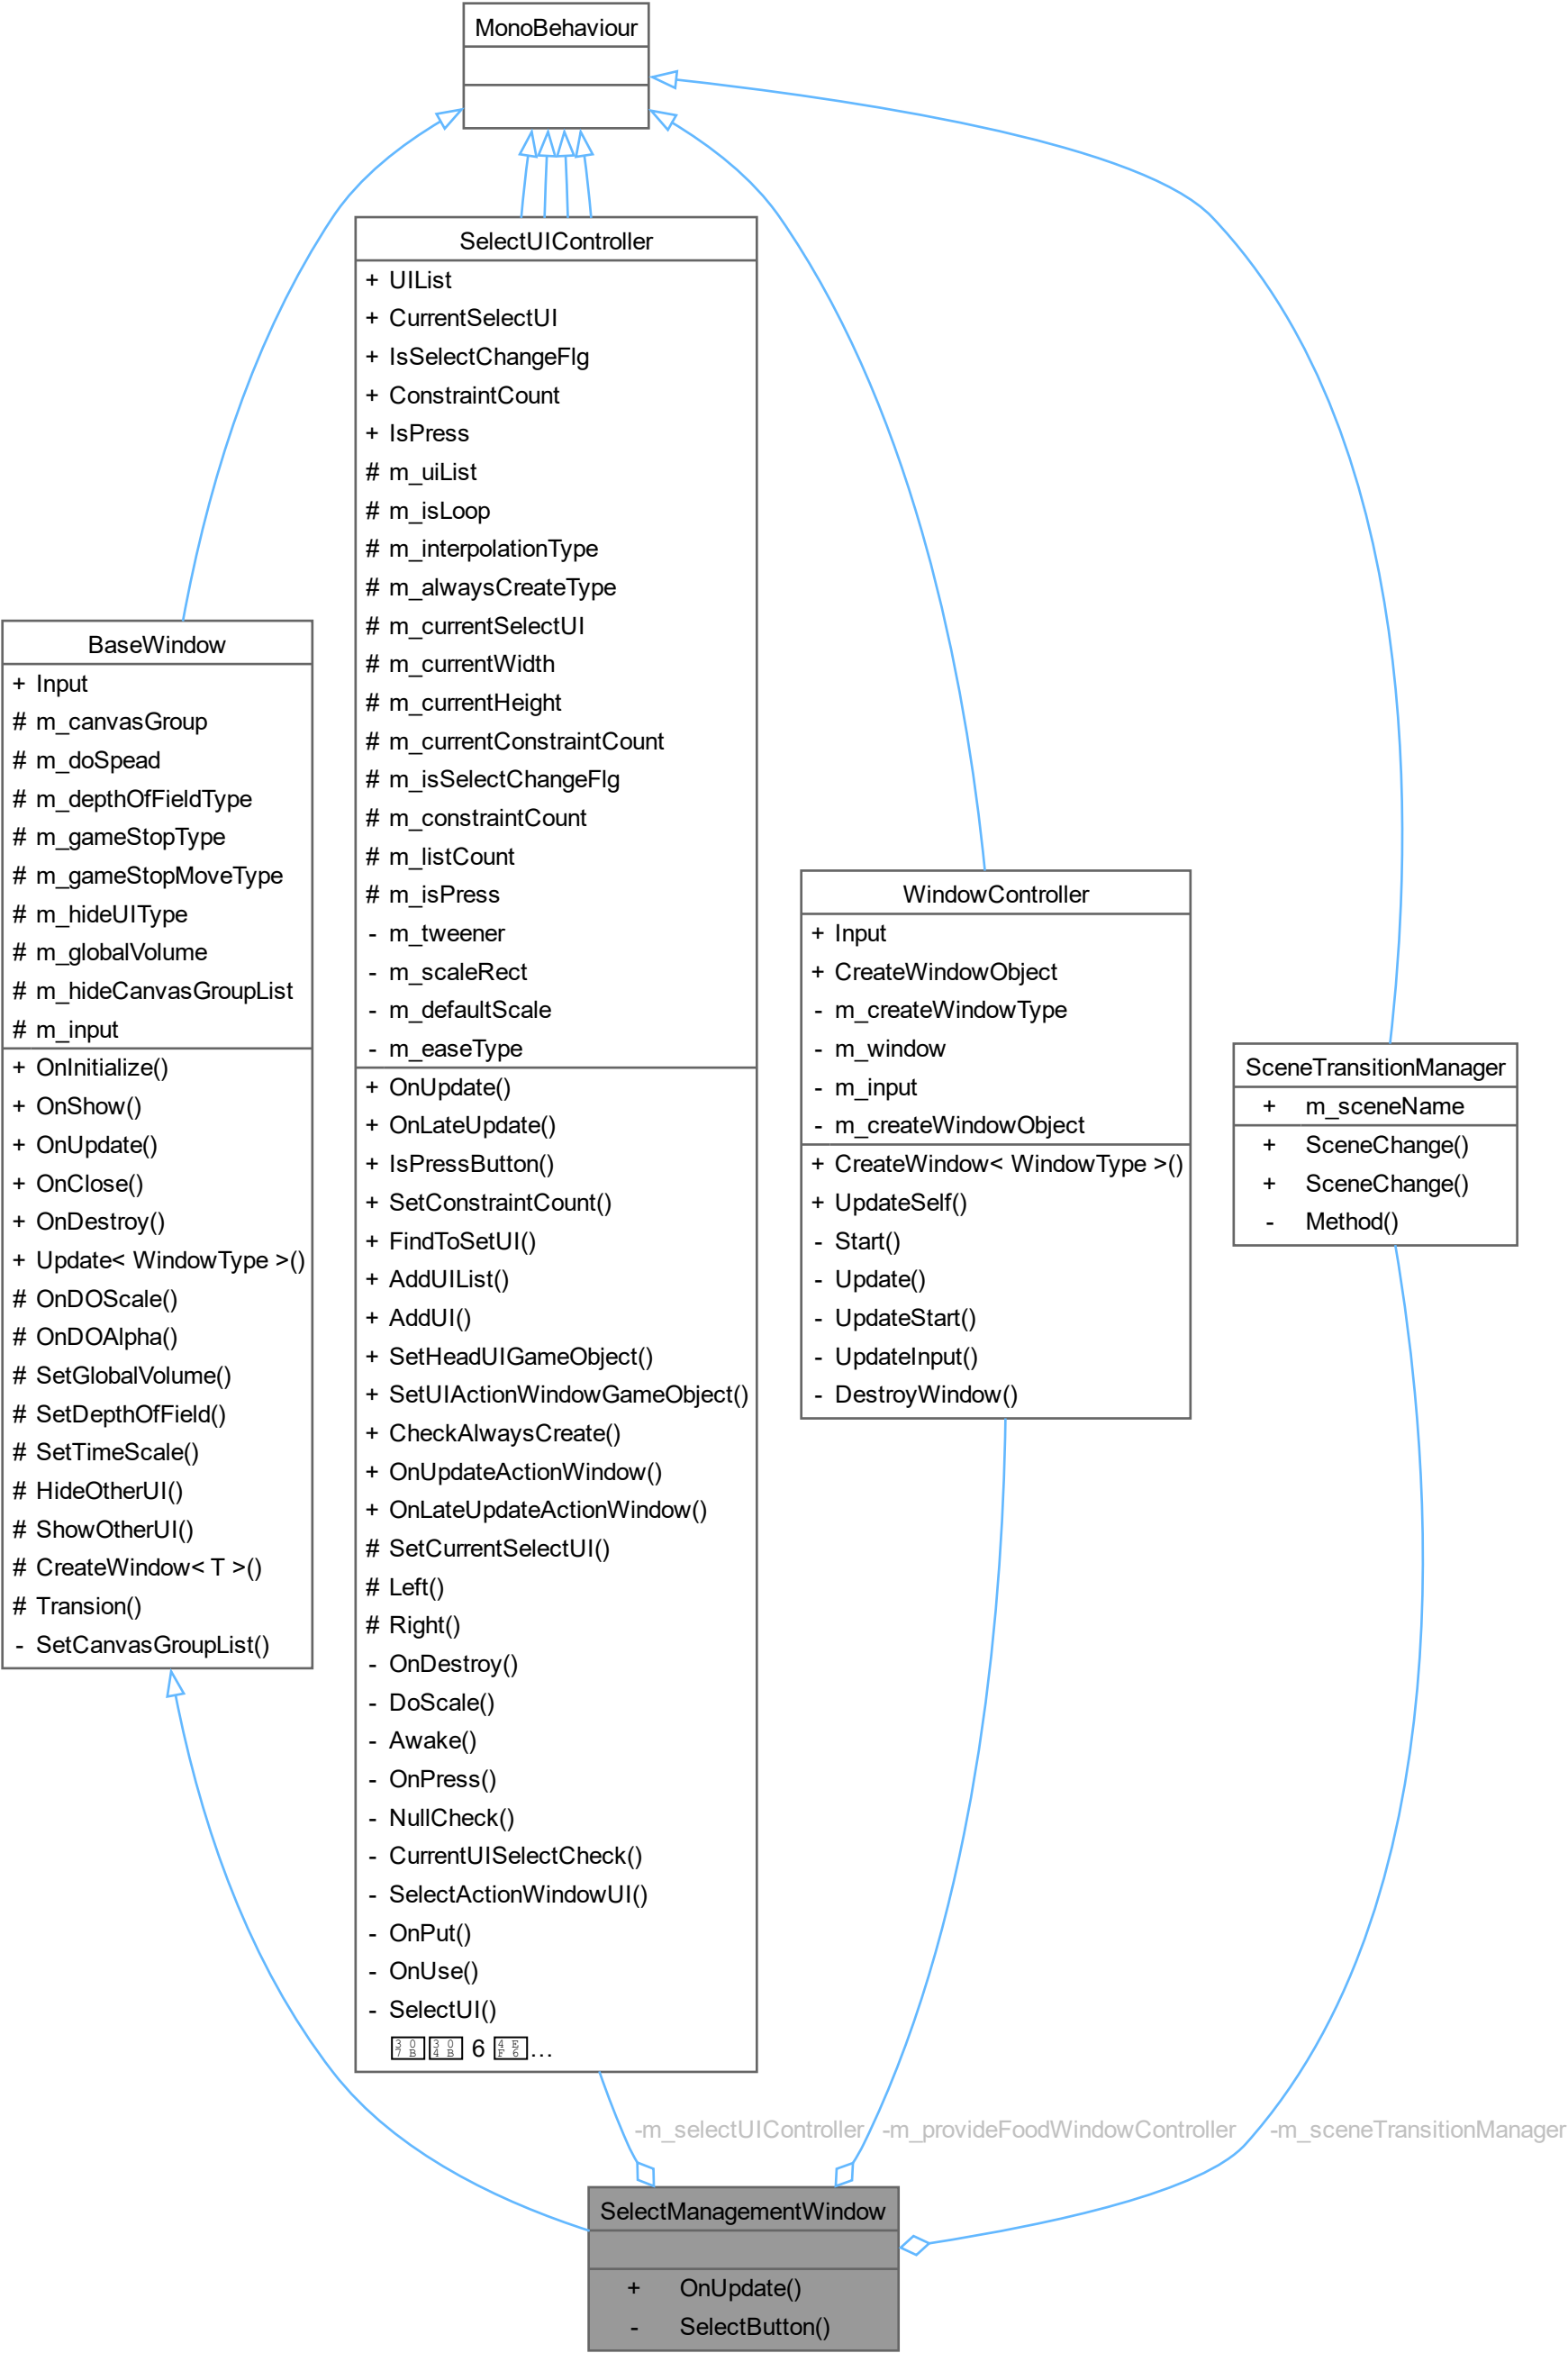 MonoBehaviour
SelectUIController
+ UIList
+ CurrentSelectUI
+ IsSelectChangeFlg
+ ConstraintCount
+ IsPress
# m_uiList
# m_isLoop
# m_interpolationType
# m_alwaysCreateType
# m_currentSelectUI
# m_currentWidth
# m_currentHeight
# m_currentConstraintCount
# m_isSelectChangeFlg
# m_constraintCount
# m_listCount
# m_isPress
- m_tweener
- m_scaleRect
- m_defaultScale
- m_easeType
+ OnUpdate()
+ OnLateUpdate()
+ IsPressButton()
+ SetConstraintCount()
+ FindToSetUI()
+ AddUIList()
+ AddUI()
+ SetHeadUIGameObject()
+ SetUIActionWindowGameObject()
+ CheckAlwaysCreate()
+ OnUpdateActionWindow()
+ OnLateUpdateActionWindow()
# SetCurrentSelectUI()
# Left()
# Right()
- OnDestroy()
- DoScale()
- Awake()
- OnPress()
- NullCheck()
- CurrentUISelectCheck()
- SelectActionWindowUI()
- OnPut()
- OnUse()
- SelectUI()
6 ...
BaseWindow
+ Input
# m_canvasGroup
# m_doSpead
# m_depthOfFieldType
# m_gameStopType
# m_gameStopMoveType
# m_hideUIType
# m_globalVolume
# m_hideCanvasGroupList
# m_input
+ OnInitialize()
+ OnShow()
+ OnUpdate()
+ OnClose()
+ OnDestroy()
+ Update< WindowType >()
# OnDOScale()
# OnDOAlpha()
# SetGlobalVolume()
# SetDepthOfField()
# SetTimeScale()
# HideOtherUI()
# ShowOtherUI()
# CreateWindow< T >()
# Transion()
- SetCanvasGroupList()
WindowController
+ Input
+ CreateWindowObject
- m_createWindowType
- m_window
- m_input
- m_createWindowObject
+ CreateWindow< WindowType >()
+ UpdateSelf()
- Start()
- Update()
- UpdateStart()
- UpdateInput()
- DestroyWindow()
SceneTransitionManager
+ m_sceneName
+ SceneChange()
+ SceneChange()
- Method()
-m_selectUIController
-m_provideFoodWindowController
-m_sceneTransitionManager
SelectManagementWindow
+ OnUpdate()
- SelectButton()